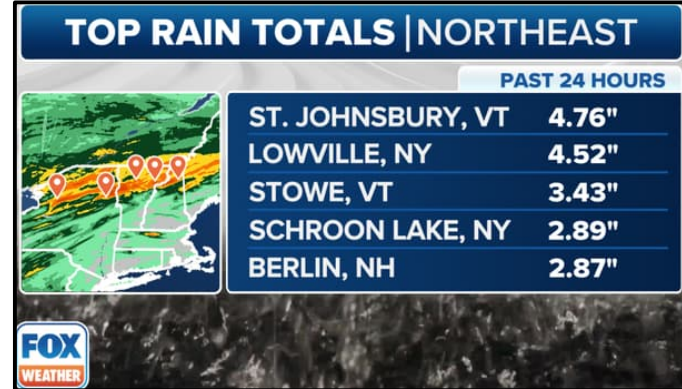 TOP RAIN TOTALS | NORTHEAST
PAST 24 HOURS
ST. JOHNSBURY, VT 4.76"
LOWVILLE, NY 4.52"
STOWE, VT 3.43"
SCHROON LAKE, NY 2.89"
BERLIN, NH 2.87"
FOX
WEATHER